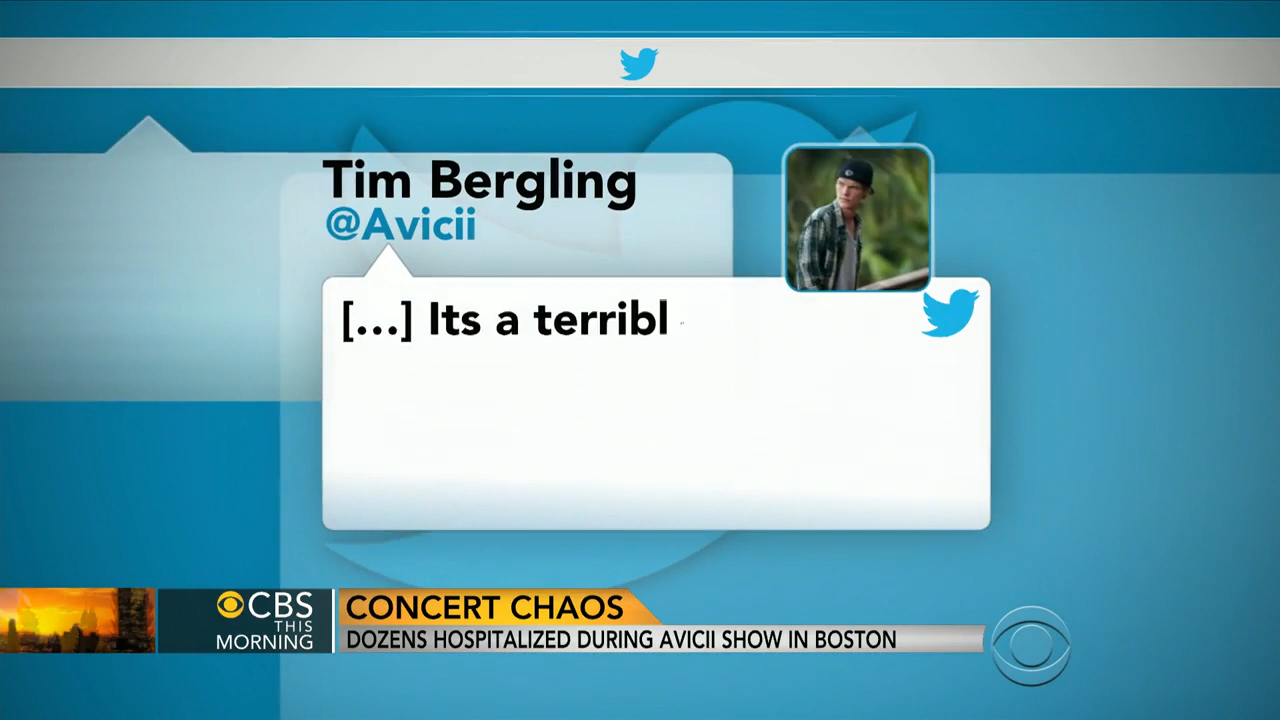 Tim Bergling
@Avicii
[...] Its a terribl
CBS
THIS
MORNING
CONCERT CHAOS
DOZENS HOSPITALIZED DURING AVICII SHOW IN BOSTON